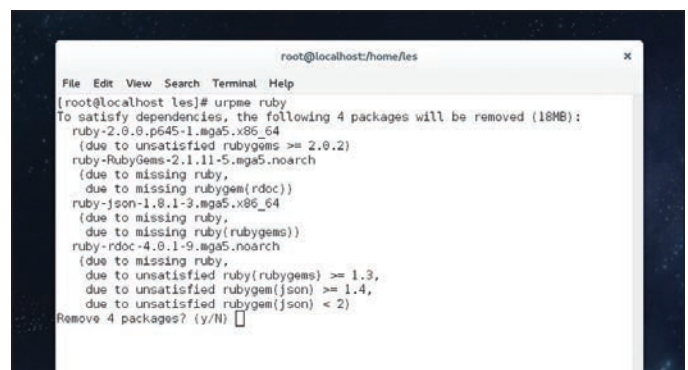 root@localhost:/home/les
File Edit View Search Terminal Help
[root@localhost les]# urpme ruby
To satisfy dependencies, the following 4 packages will be removed (18MB):
ruby-2.0.0.p645-1.mga5.x86_64
(due to unsatisfied rubygems >= 2.0.2)
ruby-RubyGems-2.1.11-5.mga5.noarch
(due to missing ruby,
due to missing rubygem(rdoc))
ruby-json-1.8.1-3.mga5.x86_64
(due to missing ruby,
due to missing ruby(rubygems))
ruby-rdoc-4.0.1-9.mga5.noarch
(due to missing ruby,
due to unsatisfied ruby(rubygems) >= 1.3,
due to unsatisfied rubygem(json) >= 1.4,
due to unsatisfied rubygem(json) < 2)
Remove 4 packages? (y/N)